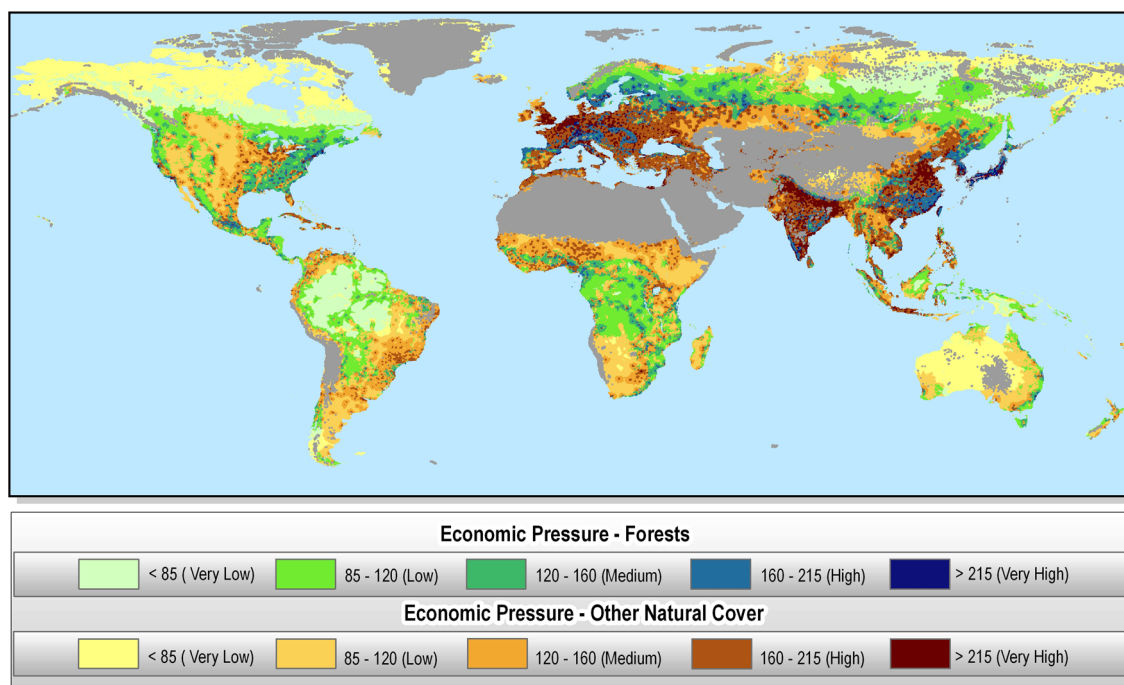 Economic Pressure - Forests
< 85 ( Very Low) 85 - 120 (Low) 120 - 160 (Medium) 160 - 215 (High) > 215 (Very High)
Economic Pressure - Other Natural Cover
< 85 (Very Low) 85 - 120 (Low) 120 - 160 (Medium) 160 - 215 (High) > 215 (Very High)